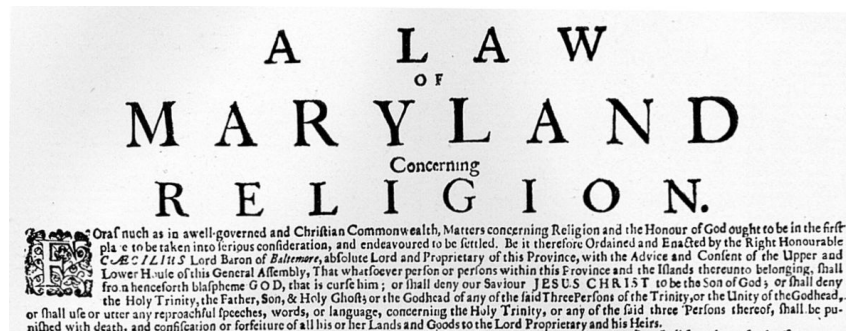 A LAW
OF
MARYLAND
Concerning
RELIGION.
FOraſmuch as in a well-governed and Chriſtian Commonwealth, Matters concerning Religion and the Honour of God ought to be in the firſt
place to be taken into ſerious conſideration, and endeavoured to be ſettled. Be it therefore Ordained and Enacted by the Right Honourable
CÆCILIUS Lord Baron of Baltemore, abſolute Lord and Proprietary of this Province, with the Advice and Conſent of the Upper and
Lower Houſe of this General Aſſembly, That whatſoever perſon or perſons within this Province and the Iſlands thereunto belonging, ſhall
from henceforth blaſpheme GOD, that is curſe him; or ſhall deny our Saviour JESUS CHRIST to be the Son of God; or ſhall deny
the Holy Trinity, the Father, Son, & Holy Ghoſt; or the Godhead of any of the ſaid Three Perſons of the Trinity, or the Unity of the Godhead,
or ſhall uſe or utter any reproachful ſpeeches, words, or language, concerning the Holy Trinity, or any of the ſaid three Perſons thereof, ſhall be pu-
niſhed with death, and confiſcation or forfeiture of all his or her Lands and Goods to the Lord Proprietary and his Heirs.